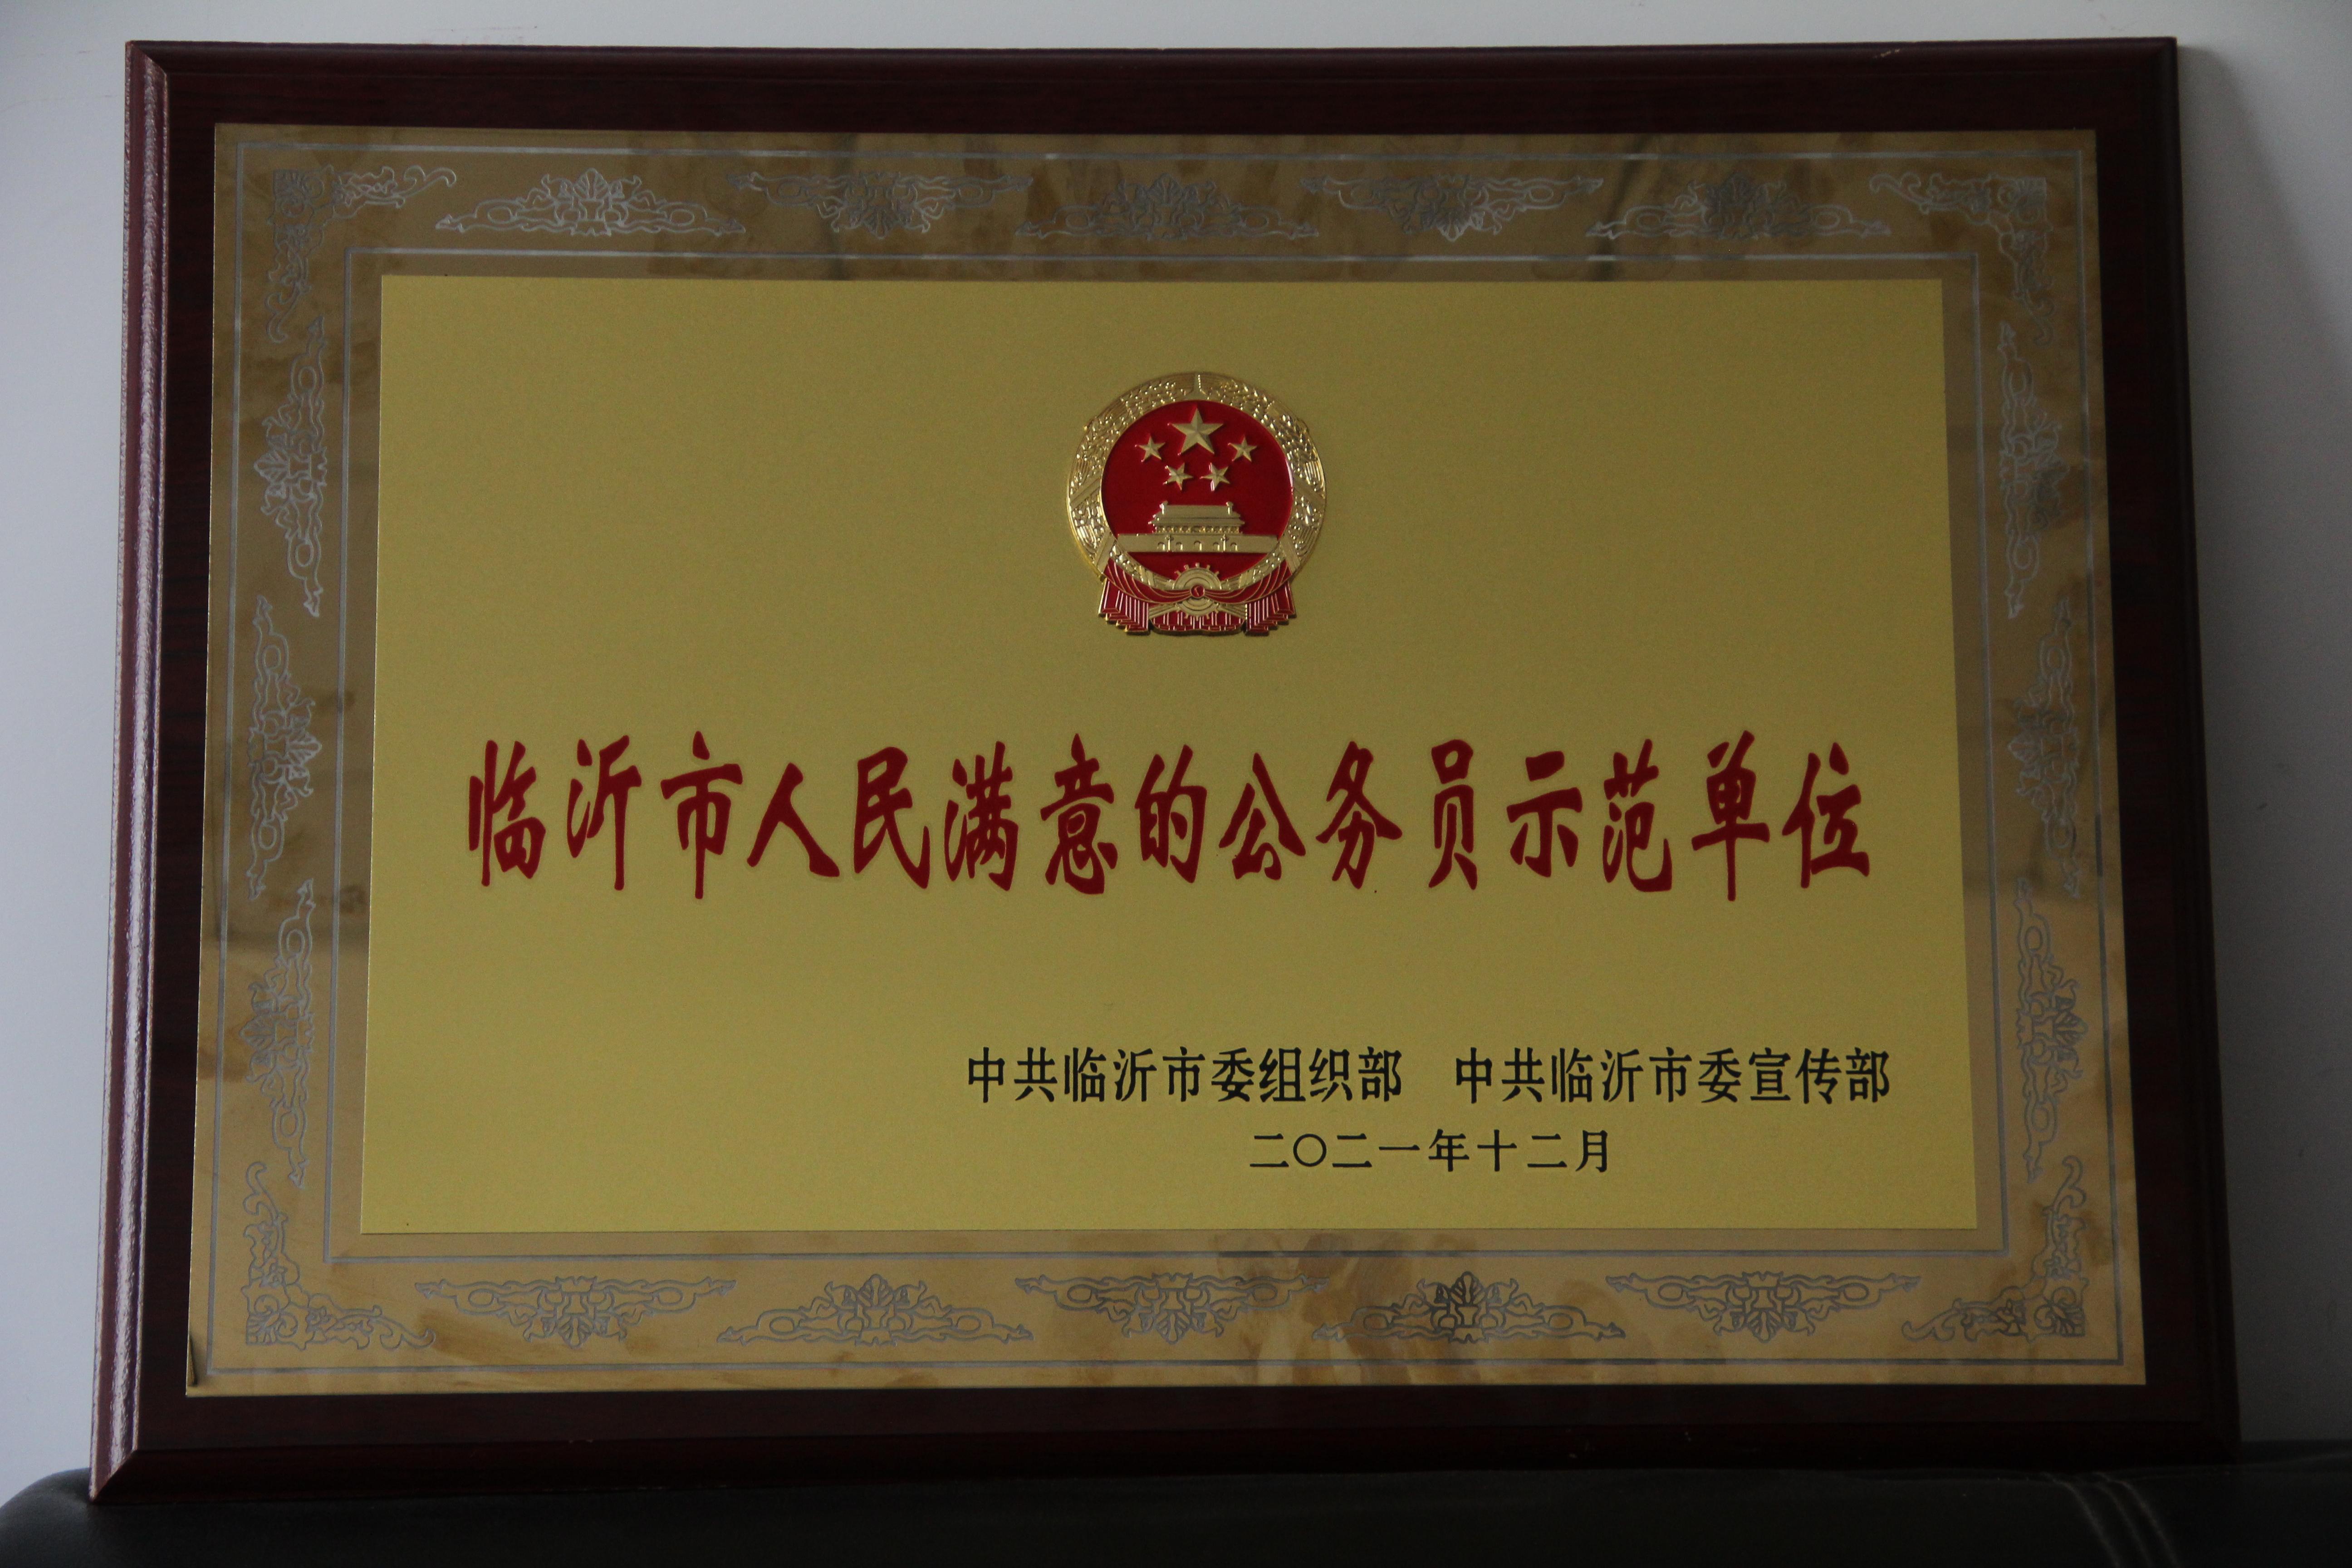 临沂市人民满意的公务员示范单位
中共临沂市委组织部 中共临沂市委宣传部
二〇二一年十二月